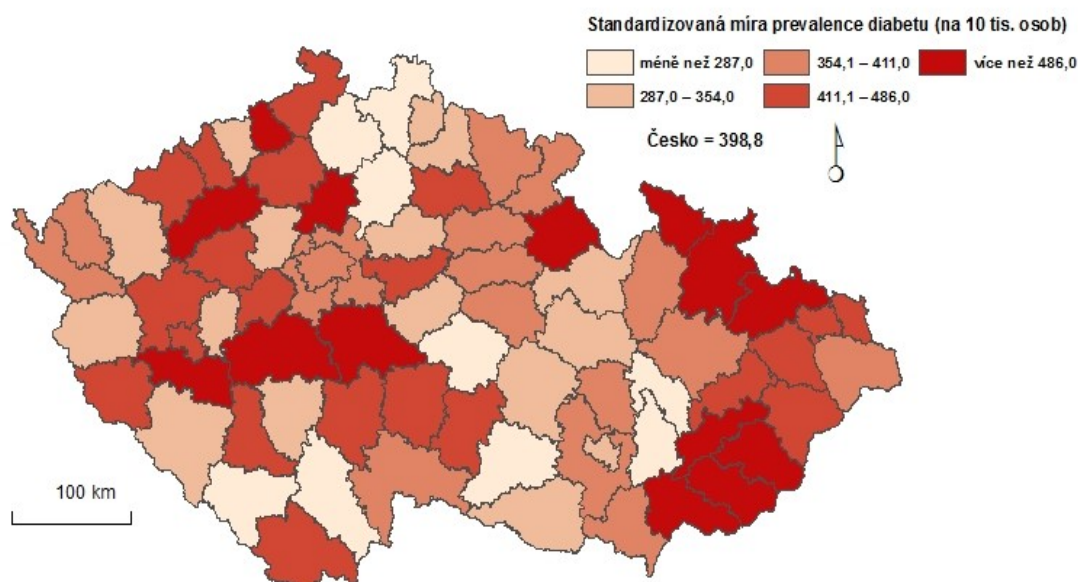 Standardizovaná míra prevalence diabetu (na 10 tis. osob)
méně než 287,0
354,1 – 411,0
více než 486,0
287,0 – 354,0
411,1 – 486,0
Česko = 398,8
100 km